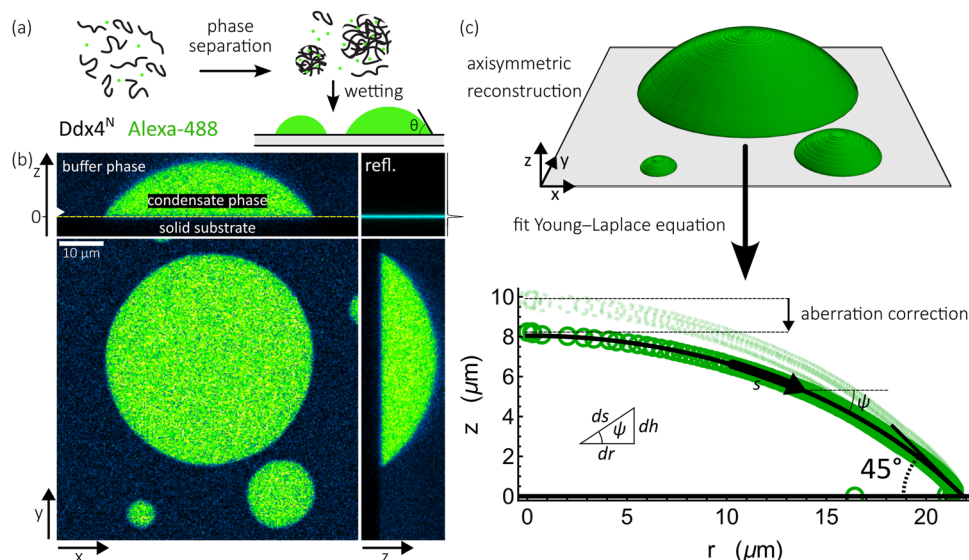 (a)
phase
separation
wetting
θ
Ddx4ᴺ Alexa-488
(b)
z
buffer phase
condensate phase
0
solid substrate
refl.
10 μm
y
x
z
(c)
axisymmetric
reconstruction
z
y
x
fit Young–Laplace equation
aberration correction
10
8
6
4
2
0
z (μm)
s
ψ
ds
ψ
dh
dr
45°
0
5
10
15
20
r (μm)